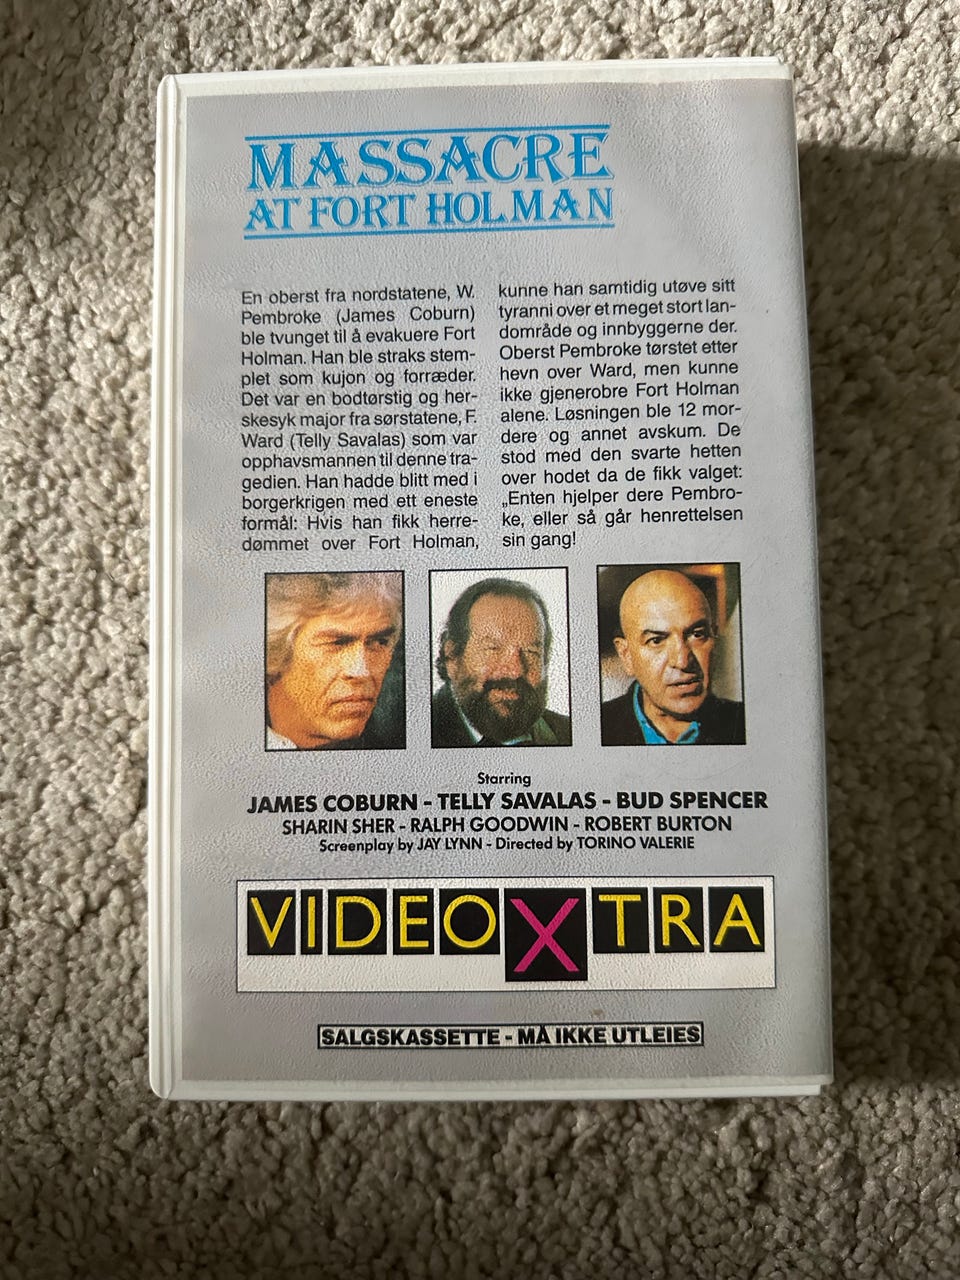 MASSACRE
AT FORT HOLMAN
En oberst fra nordstatene, W.
Pembroke (James Coburn)
ble tvunget til å evakuere Fort
Holman. Han ble straks stem-
plet som kujon og forræder.
Det var en bodtørstig og her-
skesyk major fra sørstatene, F.
Ward (Telly Savalas) som var
opphavsmannen til denne tra-
gedien. Han hadde blitt med i
borgerkrigen med ett eneste
formål: Hvis han fikk herre-
dømmet over Fort Holman,
kunne han samtidig utøve sitt
tyranni over et meget stort lan-
dområde og innbyggerne der.
Oberst Pembroke tørstet etter
hevn over Ward, men kunne
ikke gjenerobre Fort Holman
alene. Løsningen ble 12 mor-
dere og annet avskum. De
stod med den svarte hetten
over hodet da de fikk valget:
„Enten hjelper dere Pembro-
ke, eller så går henrettelsen
sin gang!
Starring
JAMES COBURN - TELLY SAVALAS - BUD SPENCER
SHARIN SHER - RALPH GOODWIN - ROBERT BURTON
Screenplay by JAY LYNN - Directed by TORINO VALERIE
VIDEOXTRA
SALGSKASSETTE - MÅ IKKE UTLEIES